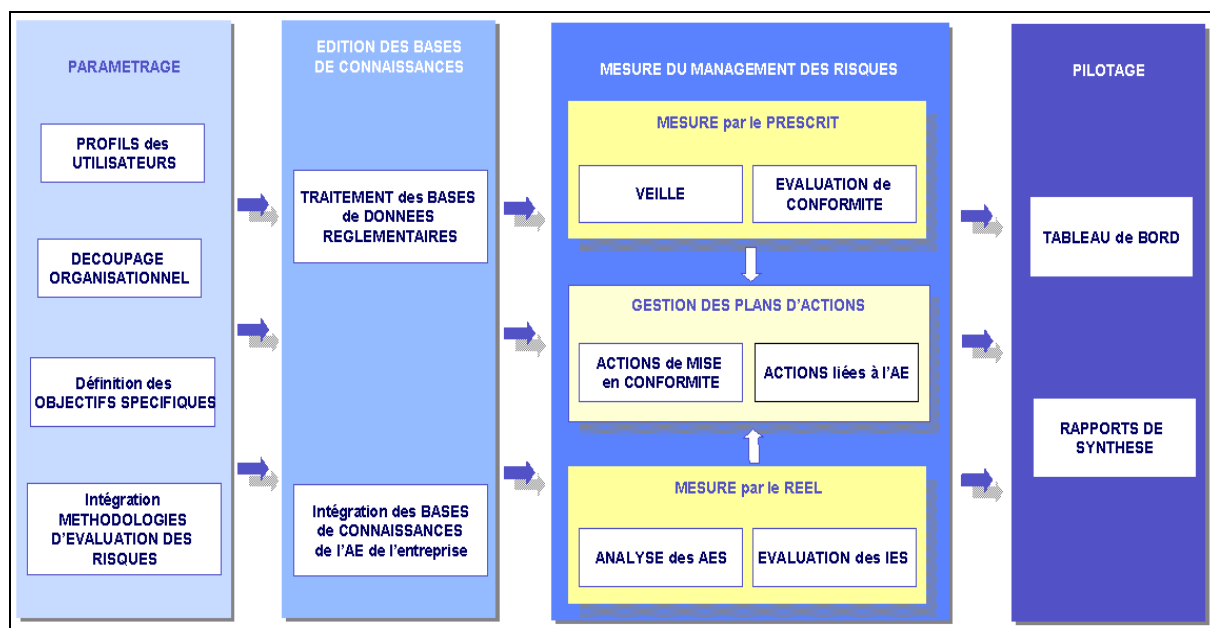 PARAMETRAGE
PROFILS des
UTILISATEURS
DECOUPAGE
ORGANISATIONNEL
Définition des
OBJECTIFS SPECIFIQUES
Intégration
METHODOLOGIES
D'EVALUATION DES
RISQUES
EDITION DES BASES
DE CONNAISSANCES
TRAITEMENT des BASES
de DONNEES
REGLEMENTAIRES
Intégration des BASES
de CONNAISSANCES
de l'AE de l'entreprise
MESURE DU MANAGEMENT DES RISQUES
MESURE par le PRESCRIT
VEILLE
EVALUATION de
CONFORMITE
GESTION DES PLANS D'ACTIONS
ACTIONS de MISE
en CONFORMITE
ACTIONS liées à l'AE
MESURE par le REEL
ANALYSE des AES
EVALUATION des IES
PILOTAGE
TABLEAU de BORD
RAPPORTS DE
SYNTHESE